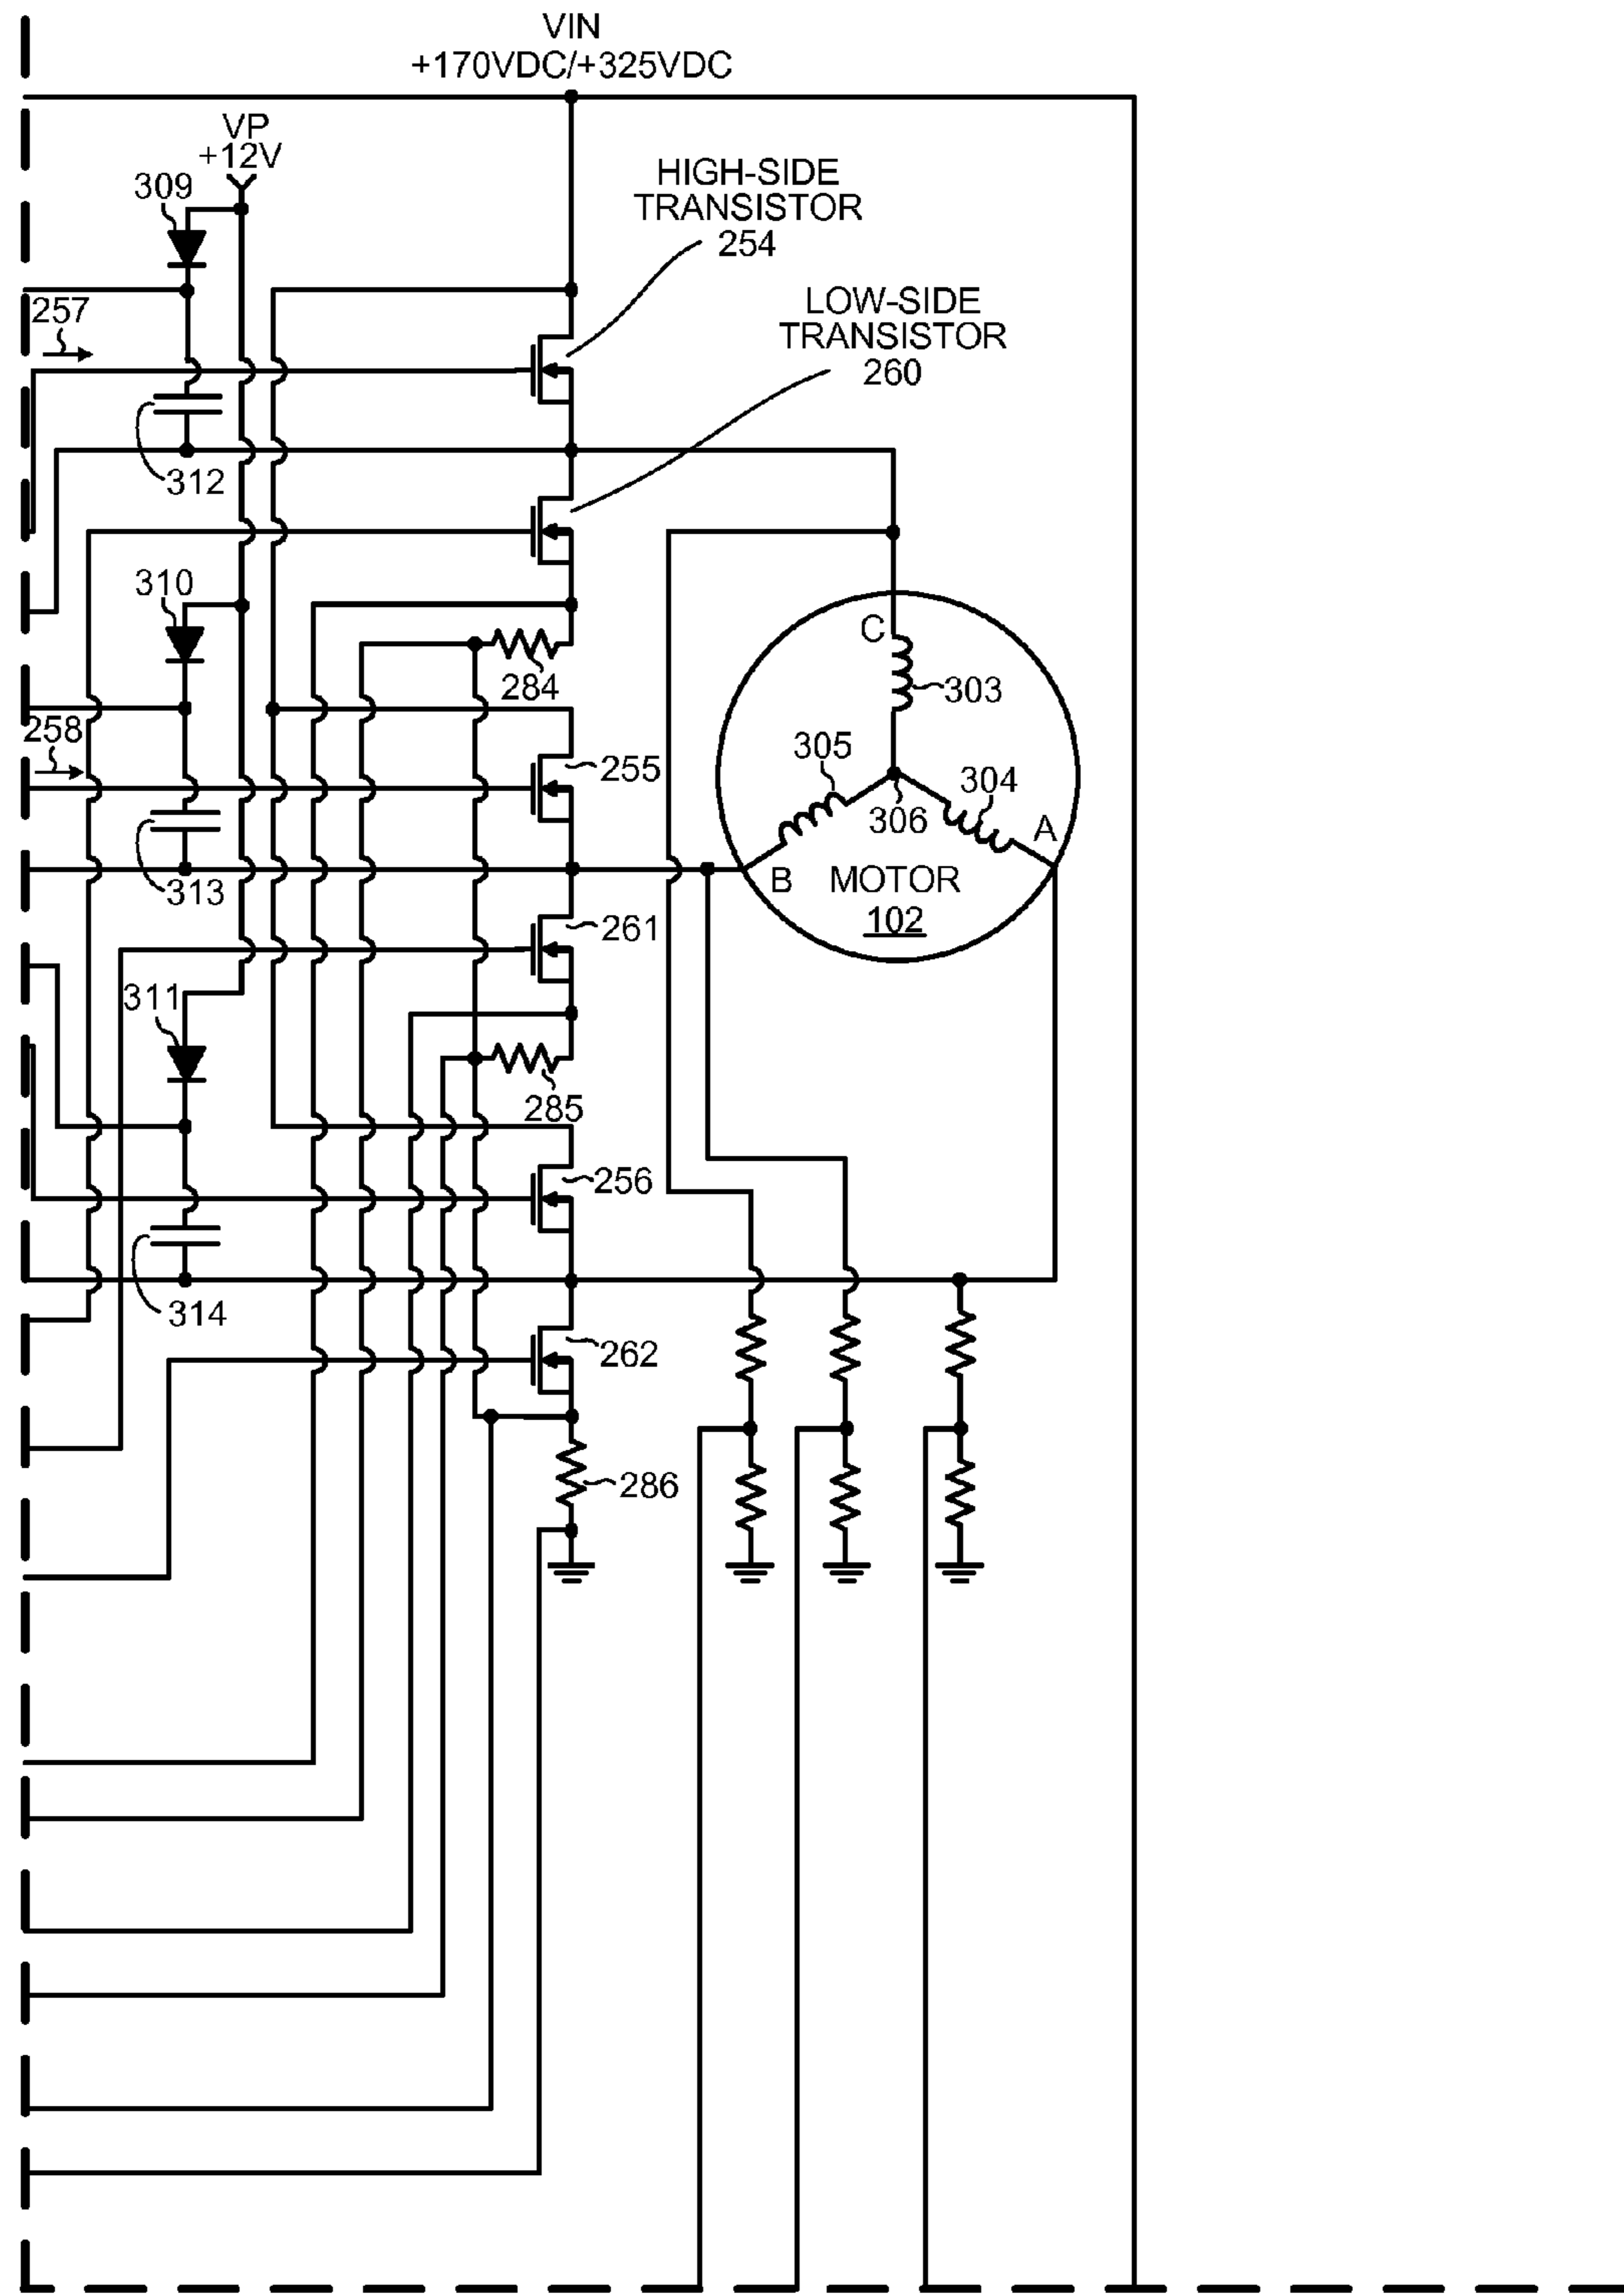 VIN
+170VDC/+325VDC
VP
+12V
309
HIGH-SIDE
TRANSISTOR
254
257
LOW-SIDE
TRANSISTOR
260
312
310
284
C
303
258
255
305
304
306
A
313
B
MOTOR
102
261
311
285
256
314
262
286